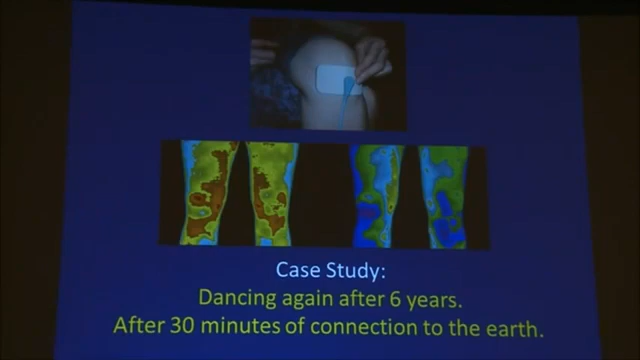 Case Study:
Dancing again after 6 years.
After 30 minutes of connection to the earth.